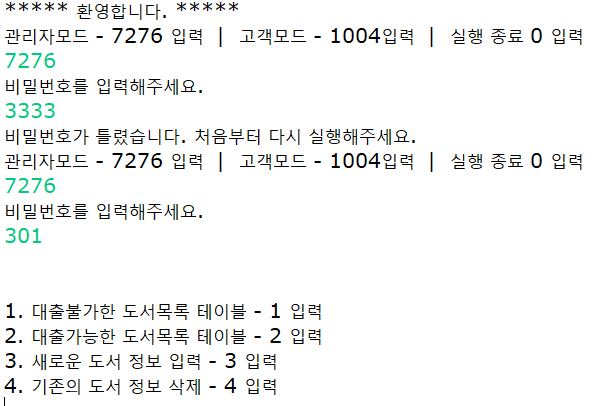 ***** 환영합니다. *****
관리자모드 - 7276 입력 | 고객모드 - 1004입력 | 실행 종료 0 입력
7276
비밀번호를 입력해주세요.
3333
비밀번호가 틀렸습니다. 처음부터 다시 실행해주세요.
관리자모드 - 7276 입력 | 고객모드 - 1004입력 | 실행 종료 0 입력
7276
비밀번호를 입력해주세요.
301
1. 대출불가한 도서목록 테이블 - 1 입력
2. 대출가능한 도서목록 테이블 - 2 입력
3. 새로운 도서 정보 입력 - 3 입력
4. 기존의 도서 정보 삭제 - 4 입력